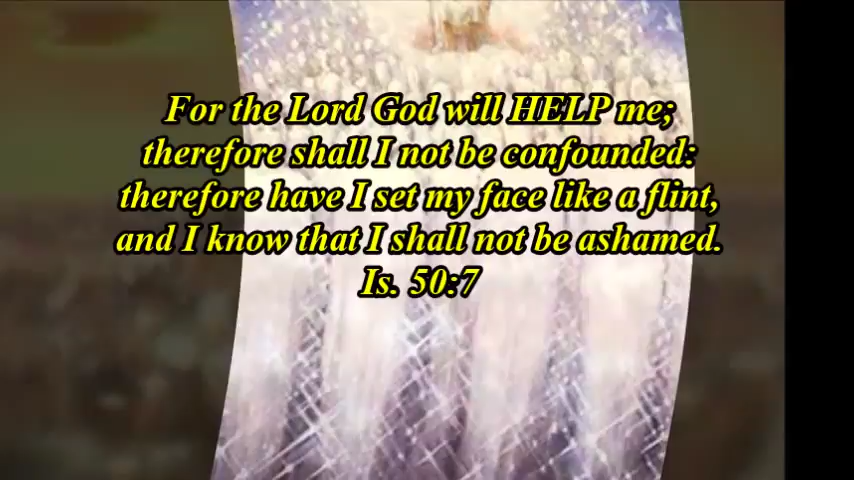 For the Lord God will HELP me;
therefore shall I not be confounded:
therefore have I set my face like a flint,
and I know that I shall not be ashamed.
Is. 50:7